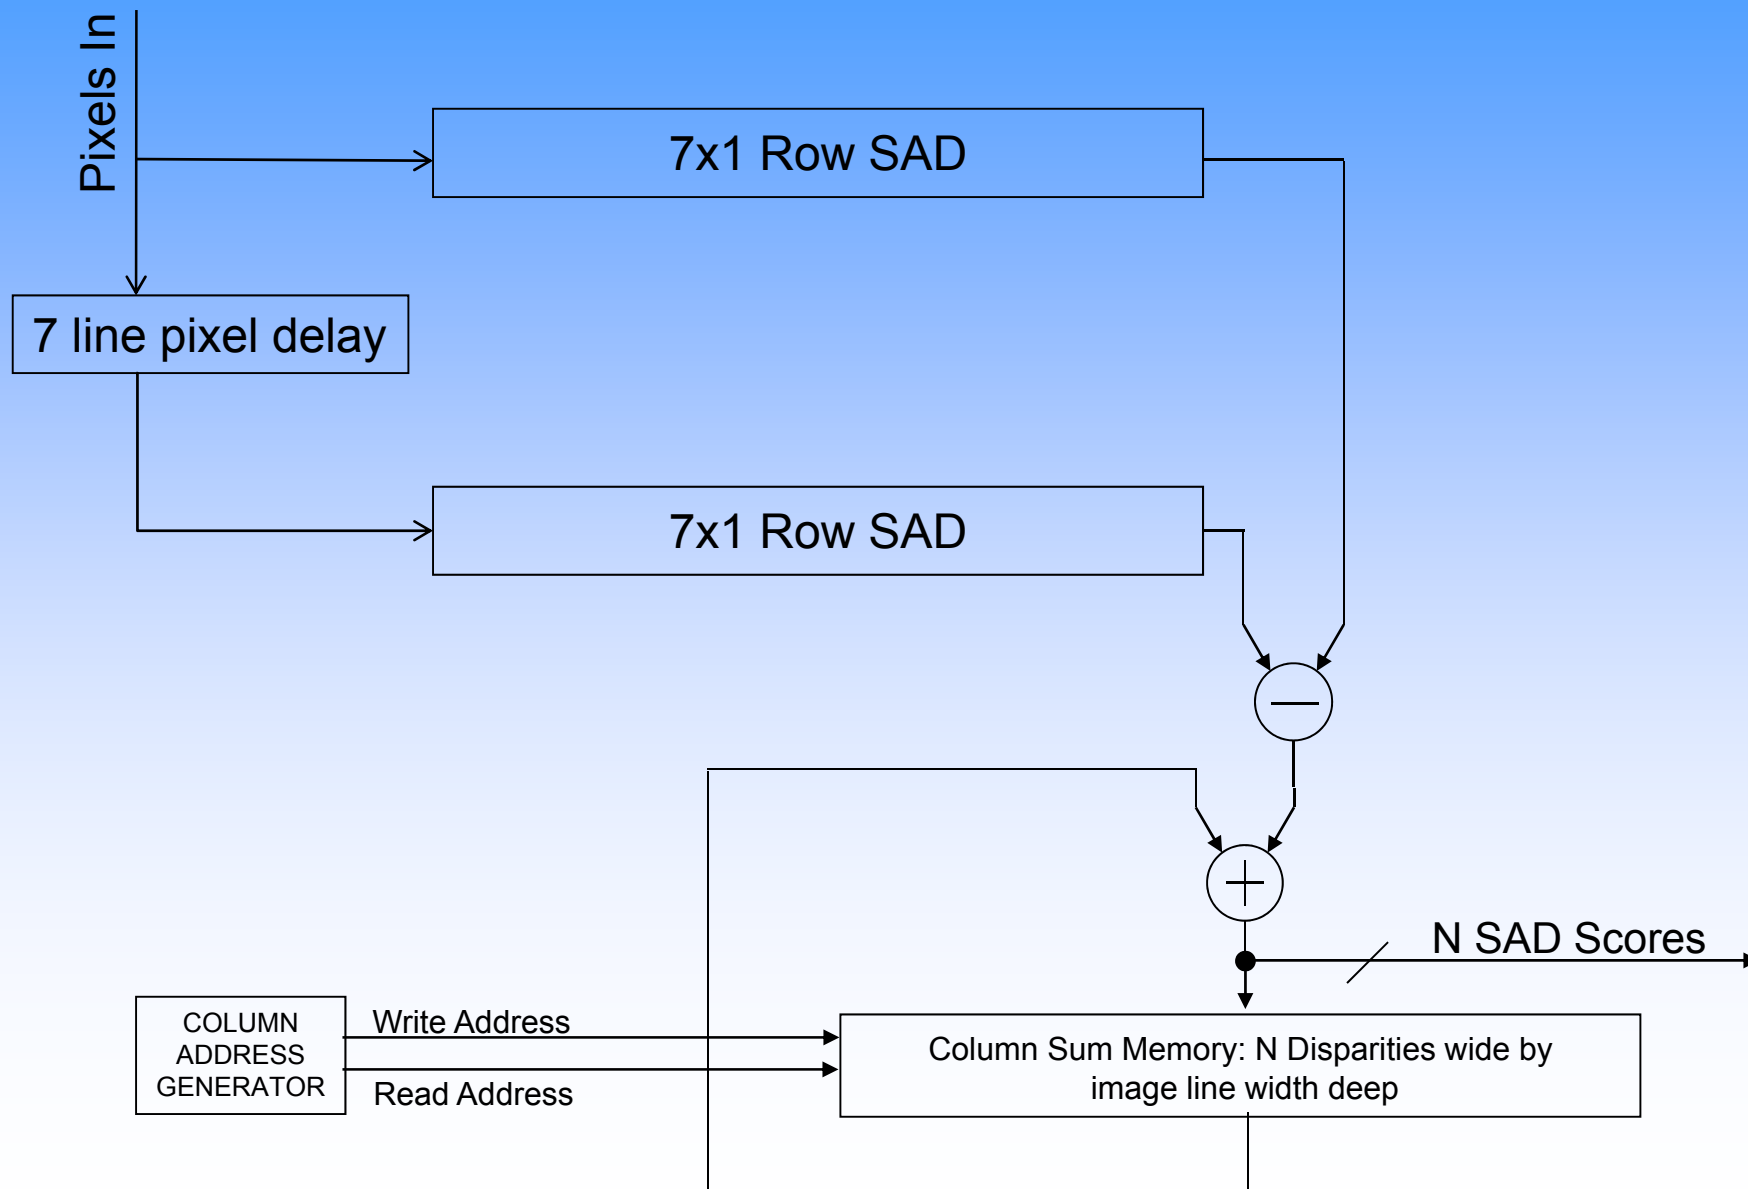 Pixels In
7x1 Row SAD
7 line pixel delay
7x1 Row SAD
N SAD Scores
COLUMN
ADDRESS
GENERATOR
Write Address
Read Address
Column Sum Memory: N Disparities wide by
image line width deep